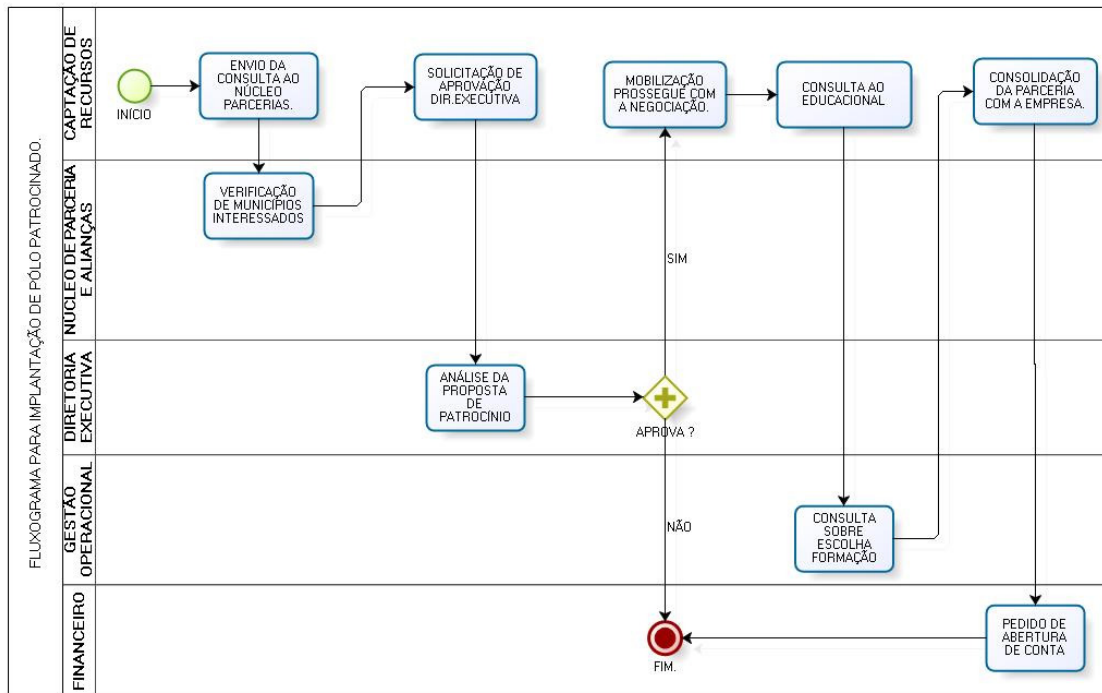 FLUXOGRAMA PARA IMPLANTAÇÃO DE PÓLO PATROCINADO.
CAPTAÇÃO DE
RECURSOS
INÍCIO
ENVIO DA
CONSULTA AO
NÚCLEO
PARCERIAS.
SOLICITAÇÃO DE
APROVAÇÃO
DIR.EXECUTIVA
MOBILIZAÇÃO
PROSSEGUE COM
A NEGOCIAÇÃO.
CONSULTA AO
EDUCACIONAL
CONSOLIDAÇÃO
DA PARCERIA
COM A EMPRESA.
NÚCLEO DE PARCERIA
E ALIANÇAS
VERIFICAÇÃO
DE MUNICÍPIOS
INTERESSADOS
SIM
DIRETORIA
EXECUTIVA
ANÁLISE DA
PROPOSTA
DE
PATROCÍNIO
APROVA ?
GESTÃO
OPERACIONAL
NÃO
CONSULTA
SOBRE
ESCOLHA
FORMAÇÃO
FINANCEIRO
FIM.
PEDIDO DE
ABERTURA
DE CONTA